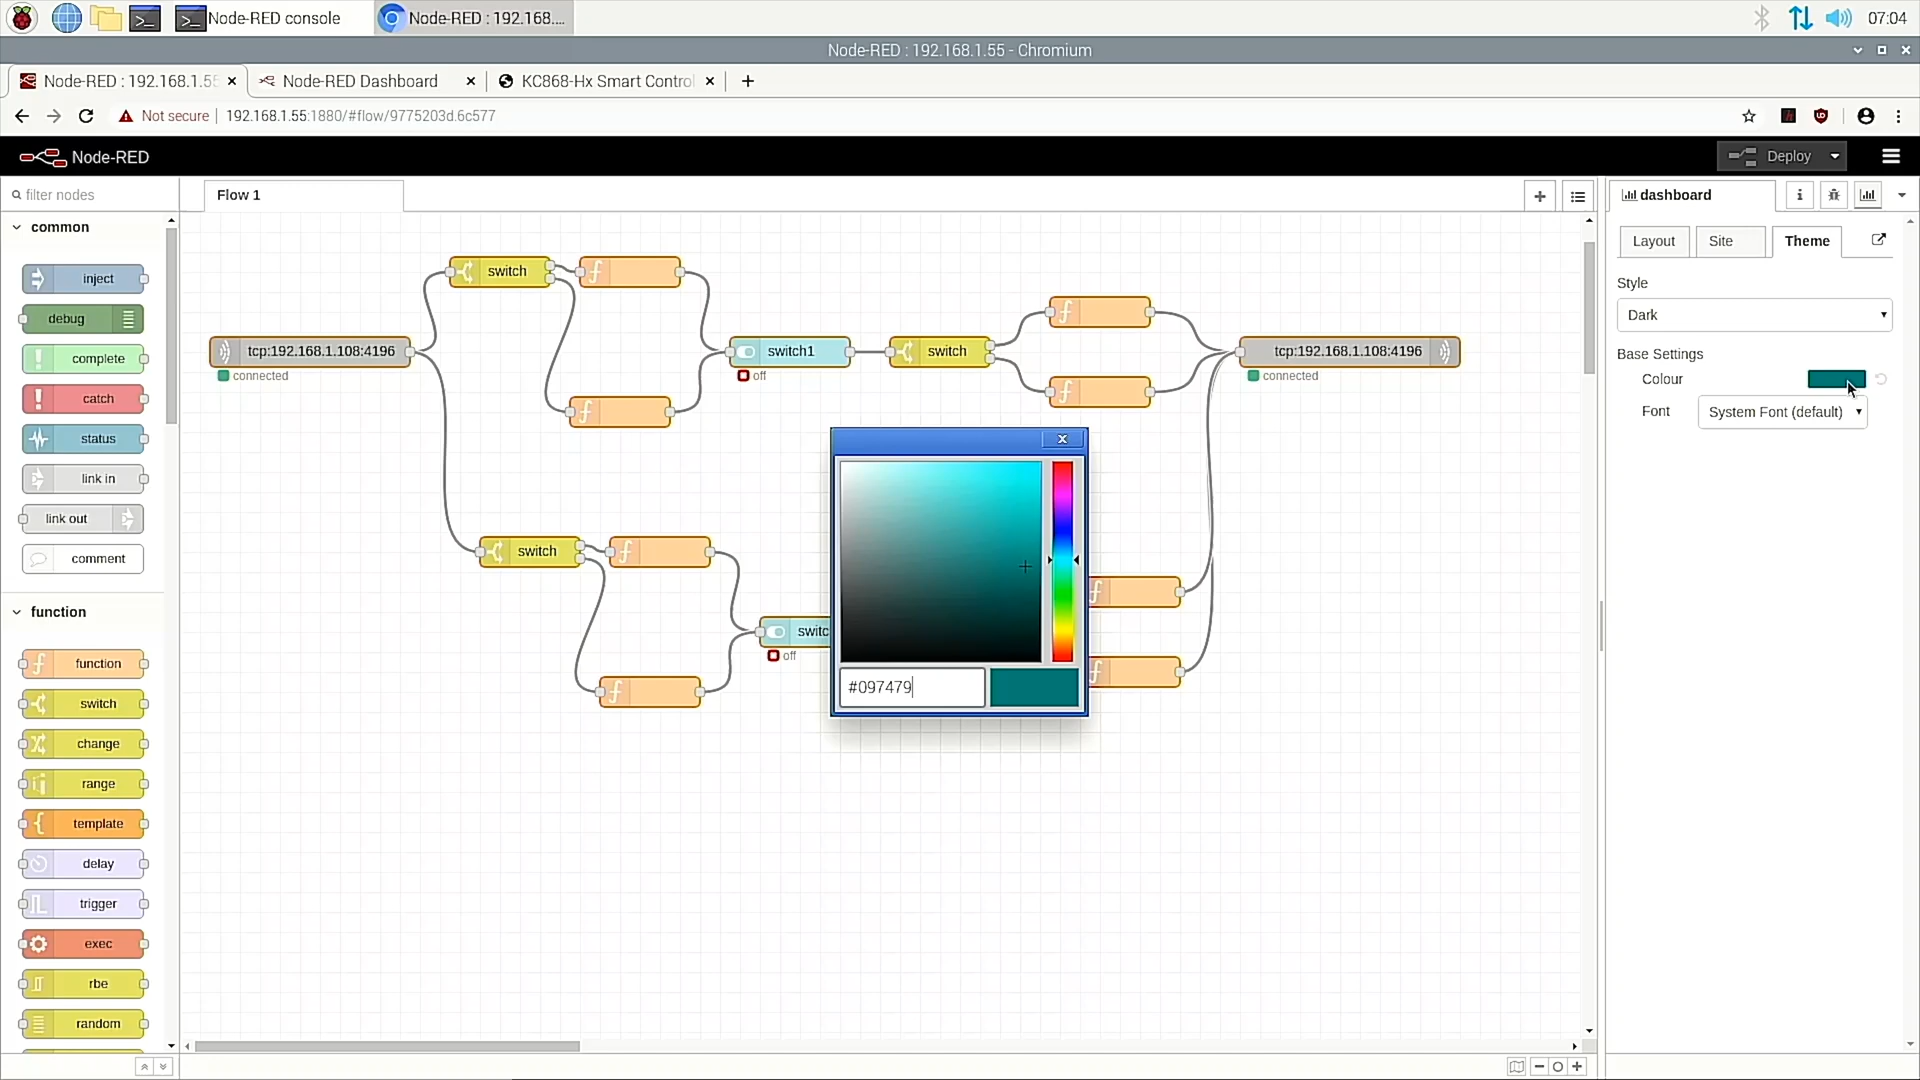 Node-RED console
Node-RED : 192.168....
07:04
Node-RED : 192.168.1.55 - Chromium
Node-RED : 192.168.1.55
Node-RED Dashboard
KC868-Hx Smart Control
Not secure
192.168.1.55:1880/#flow/9775203d.6c577
Node-RED
Deploy
filter nodes
Flow 1
dashboard
common
inject
debug
complete
catch
status
link in
link out
comment
function
function
switch
change
range
template
delay
trigger
exec
rbe
random
switch
tcp:192.168.1.108:4196
connected
switch1
off
switch
tcp:192.168.1.108:4196
connected
switch
switc
off
#097479
Layout
Site
Theme
Style
Dark
Base Settings
Colour
Font
System Font (default)